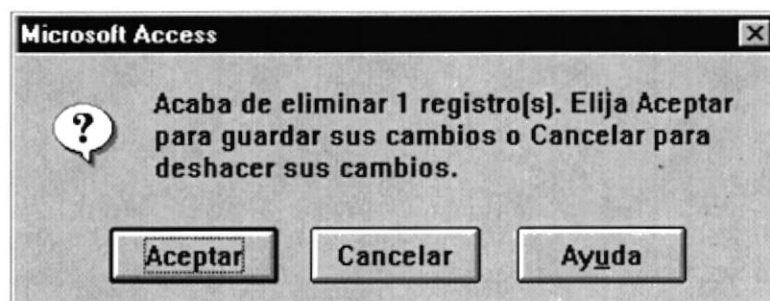 Microsoft Access
Acaba de eliminar 1 registro(s). Elija Aceptar
para guardar sus cambios o Cancelar para
deshacer sus cambios.
Aceptar Cancelar Ayuda